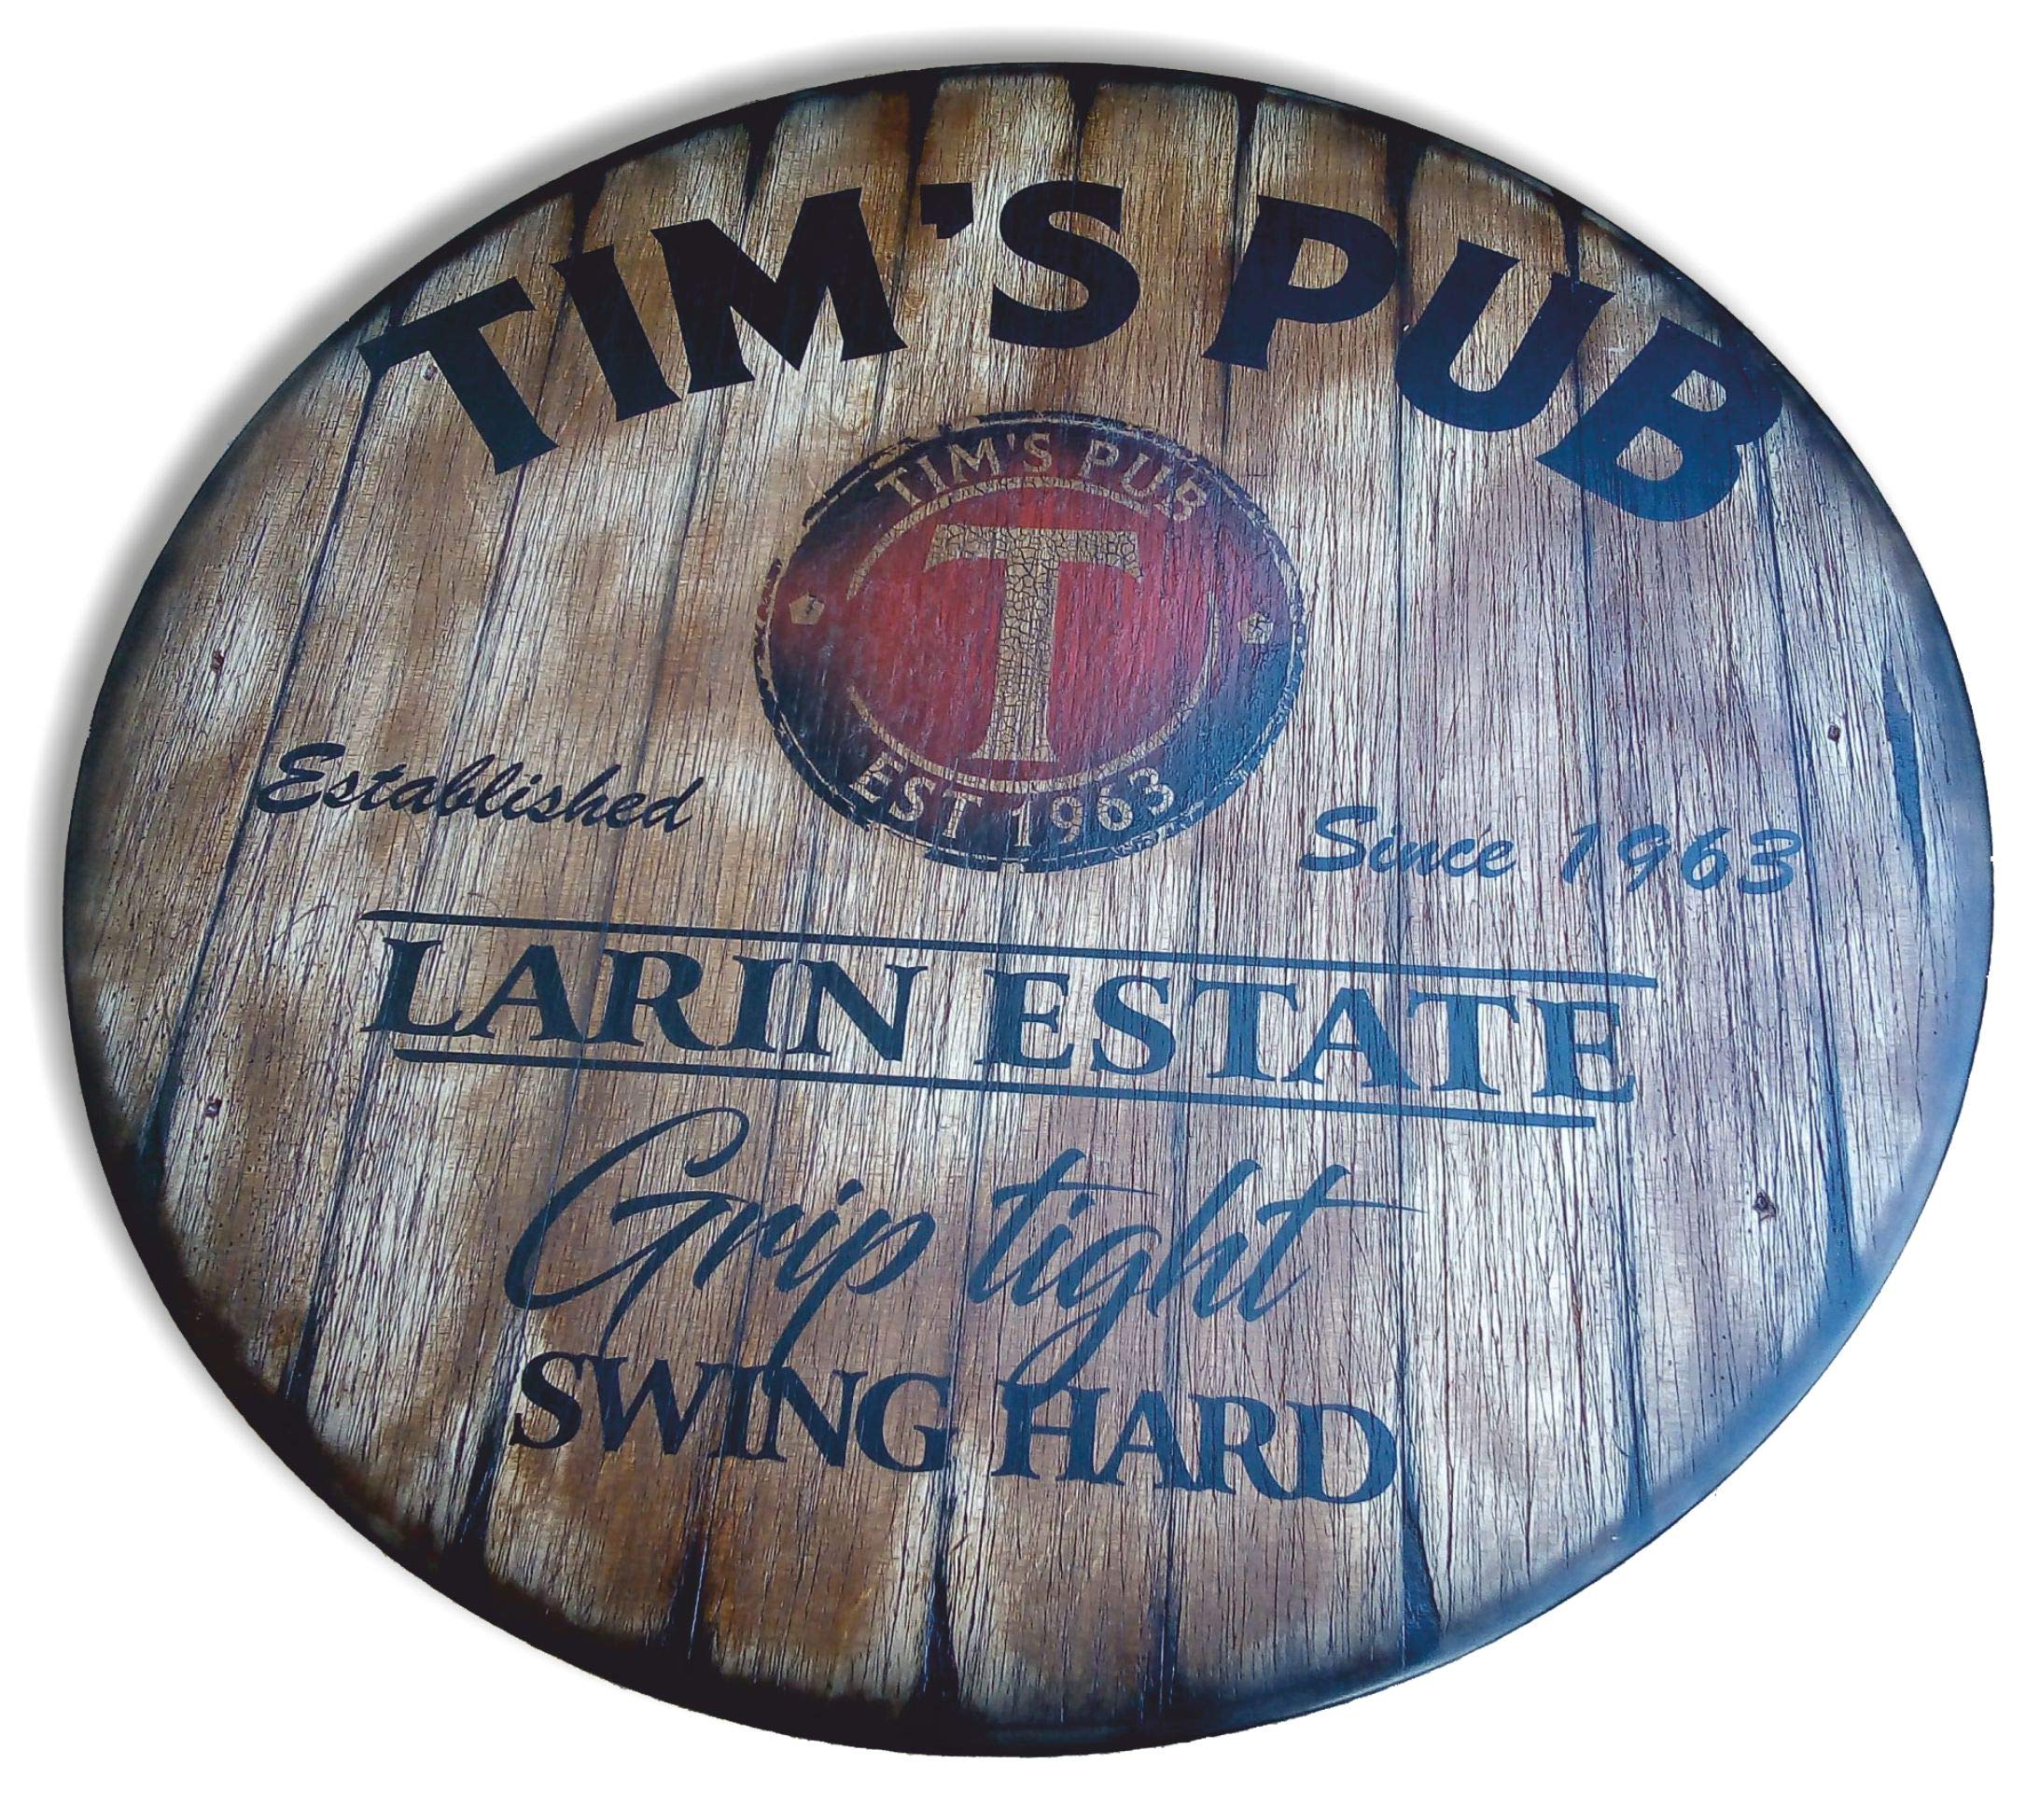 TIM'S PUB
TIM'S PUB
T
EST 1963
Established
Since 1963
LARIN ESTATE
Grip tight
SWING HARD